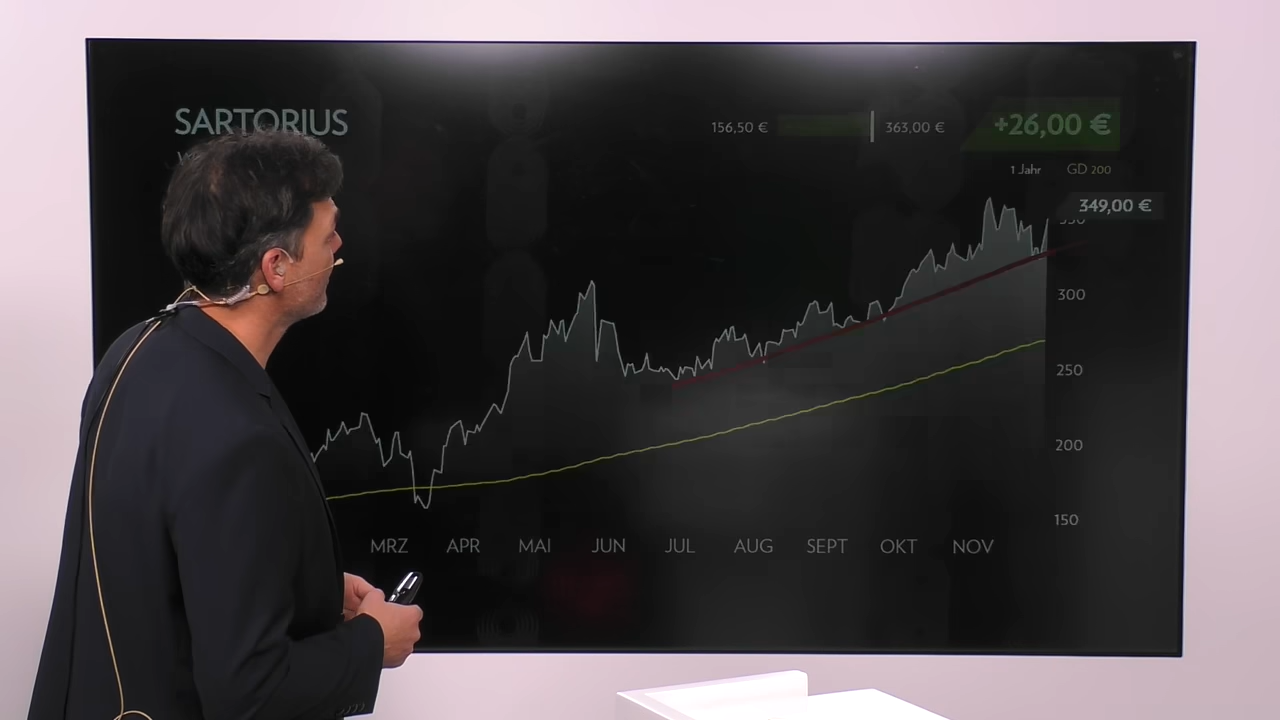 SARTORIUS
156,50 €
363,00 €
+26,00 €
1 Jahr
GD 200
349,00 €
350
300
250
200
150
MRZ APR MAI JUN JUL AUG SEPT OKT NOV